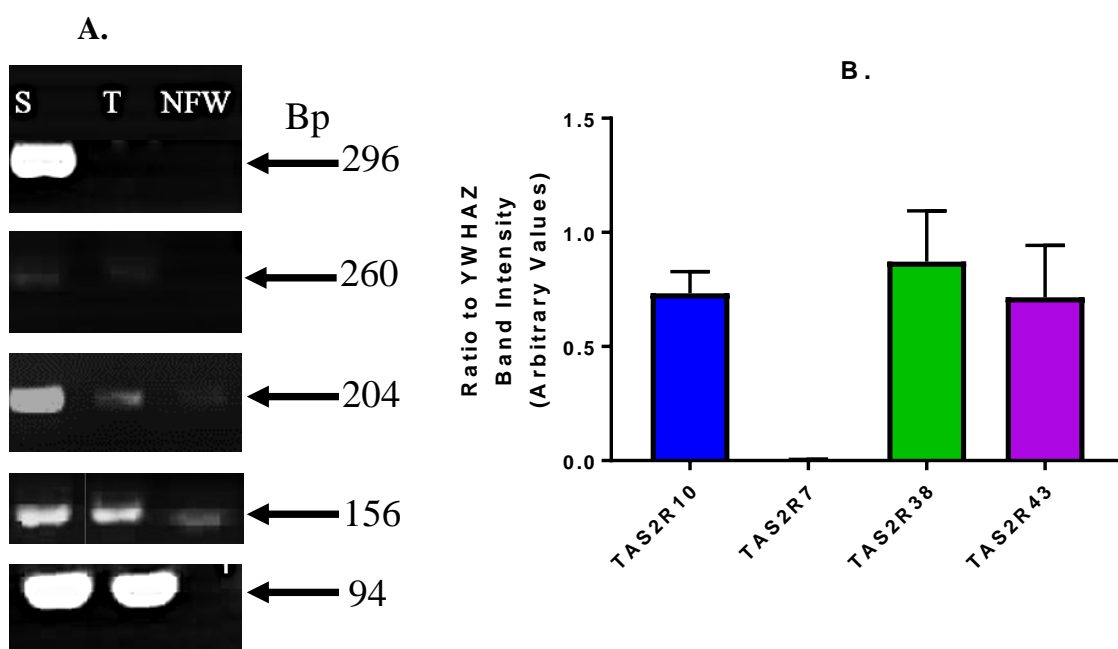 A.
S T NFW
Bp
296
260
204
156
94
B.
1.5
1.0
0.5
0.0
Ratio to YWHAZ
Band Intensity
(Arbitrary Values)
TAS2R10
TAS2R7
TAS2R38
TAS2R43